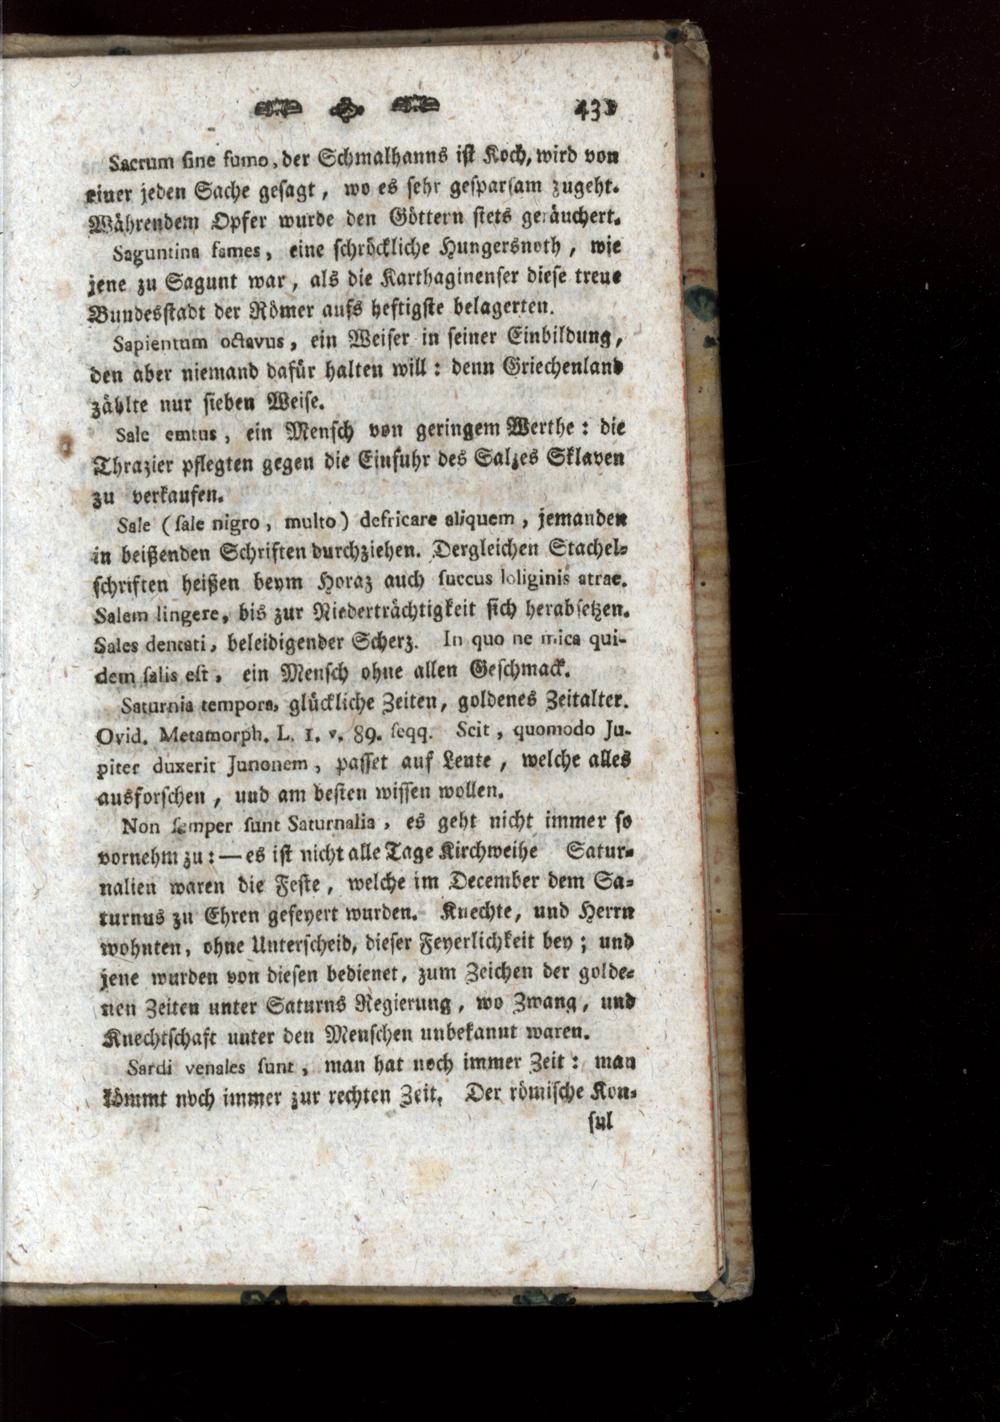 43
Sacrum sine fumo, der Schmalhanns ist Koch, wird von
einer jeden Sache gesagt, wo es sehr gesparsam zugeht.
Währendem Opfer wurde den Göttern stets geräuchert.
Saguntina fames, eine schröckliche Hungersnoth, wie
jene zu Sagunt war, als die Karthaginenser diese treue
Bundesstadt der Römer aufs heftigste belagerten.
Sapientum octavus, ein Weiser in seiner Einbildung,
den aber niemand dafür halten will: denn Griechenland
zählte nur sieben Weise.
Sale emtus, ein Mensch von geringem Werthe: die
Thrazier pflegten gegen die Einfuhr des Salzes Sklaven
zu verkaufen.
Sale (sale nigro, multo) defricare aliquem, jemanden
in beißenden Schriften durchziehen. Dergleichen Stachel-
schriften heißen beym Horaz auch succus loliginis atrae.
Salem lingere, bis zur Niederträchtigkeit sich herabsetzen.
Sales dentati, beleidigender Scherz. In quo ne mica qui-
dem salis est, ein Mensch ohne allen Geschmack.
Saturnia tempora, glückliche Zeiten, goldenes Zeitalter.
Ovid. Metamorph. L. I. v. 89. seqq. Scit, quomodo Ju-
piter duxerit Junonem, passet auf Leute, welche alles
ausforschen, und am besten wissen wollen.
Non semper sunt Saturnalia, es geht nicht immer so
vornehm zu: — es ist nicht alle Tage Kirchweihe Satur-
nalien waren die Feste, welche im December dem Sa-
turnus zu Ehren gefeyert wurden. Knechte, und Herrn
wohnten, ohne Unterscheid, dieser Feyerlichkeit bey; und
jene wurden von diesen bedienet, zum Zeichen der golde-
nen Zeiten unter Saturns Regierung, wo Zwang, und
Knechtschaft unter den Menschen unbekannt waren.
Sardi venales sunt, man hat noch immer Zeit: man
kömmt noch immer zur rechten Zeit. Der römische Kon-
sul